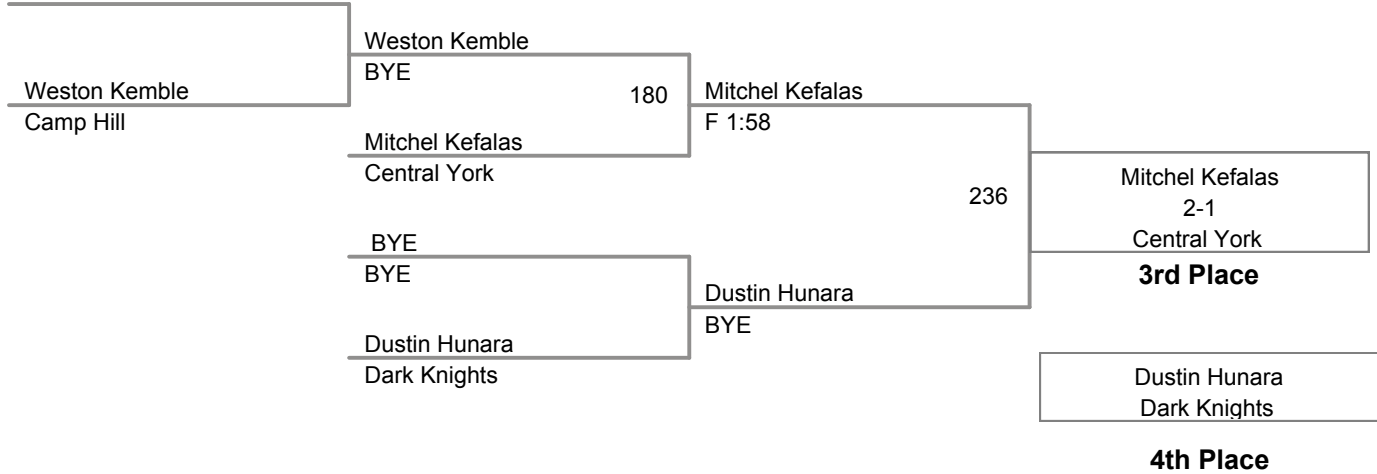 Weston Kemble
Camp Hill
Weston Kemble
BYE
180
Mitchel Kefalas
Central York
BYE
BYE
Dustin Hunara
Dark Knights
Mitchel Kefalas
F 1:58
236
Dustin Hunara
BYE
Mitchel Kefalas
2-1
Central York
3rd Place
Dustin Hunara
Dark Knights
4th Place